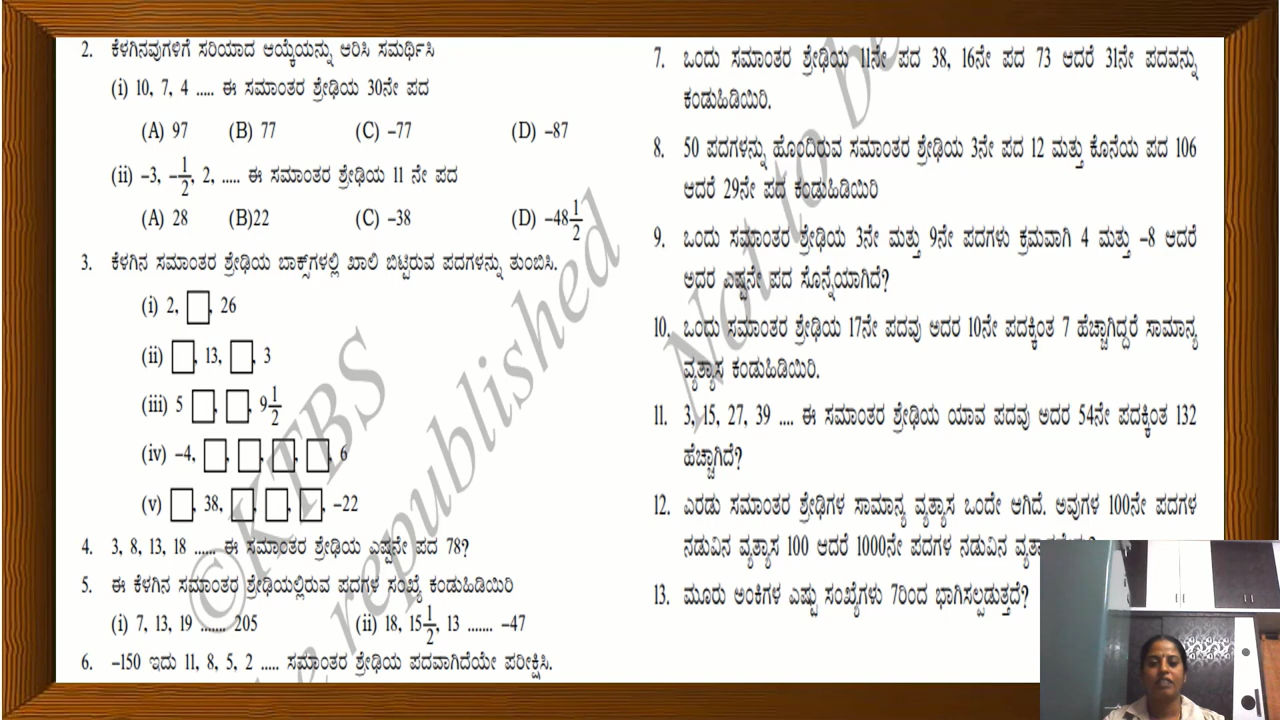 2. ಕೆಳಗಿನವುಗಳಿಗೆ ಸರಿಯಾದ ಆಯ್ಕೆಯನ್ನು ಆರಿಸಿ ಸಮರ್ಥಿಸಿ
(i) 10, 7, 4 ..... ಈ ಸಮಾಂತರ ಶ್ರೇಢಿಯ 30ನೇ ಪದ
(A) 97 (B) 77 (C) –77 (D) –87
(ii) –3, –1/2, 2, ..... ಈ ಸಮಾಂತರ ಶ್ರೇಢಿಯ 11 ನೇ ಪದ
(A) 28 (B)22 (C) –38 (D) –48 1/2
3. ಕೆಳಗಿನ ಸಮಾಂತರ ಶ್ರೇಢಿಯ ಬಾಕ್ಸ್‌ಗಳಲ್ಲಿ ಖಾಲಿ ಬಿಟ್ಟಿರುವ ಪದಗಳನ್ನು ತುಂಬಿಸಿ.
(i) 2, □, 26
(ii) □, 13, □, 3
(iii) 5 □, □, 9 1/2
(iv) –4, □, □, □, □, 6
(v) □, 38, □, □, □, –22
4. 3, 8, 13, 18 ...... ಈ ಸಮಾಂತರ ಶ್ರೇಢಿಯ ಎಷ್ಟನೇ ಪದ 78?
5. ಈ ಕೆಳಗಿನ ಸಮಾಂತರ ಶ್ರೇಢಿಯಲ್ಲಿರುವ ಪದಗಳ ಸಂಖ್ಯೆ ಕಂಡುಹಿಡಿಯಿರಿ
(i) 7, 13, 19 ....... 205 (ii) 18, 15 1/2, 13 ....... –47
6. –150 ಇದು 11, 8, 5, 2 ..... ಸಮಾಂತರ ಶ್ರೇಢಿಯ ಪದವಾಗಿದೆಯೇ ಪರೀಕ್ಷಿಸಿ.
7. ಒಂದು ಸಮಾಂತರ ಶ್ರೇಢಿಯ 11ನೇ ಪದ 38, 16ನೇ ಪದ 73 ಆದರೆ 31ನೇ ಪದವನ್ನು
ಕಂಡುಹಿಡಿಯಿರಿ.
8. 50 ಪದಗಳನ್ನು ಹೊಂದಿರುವ ಸಮಾಂತರ ಶ್ರೇಢಿಯ 3ನೇ ಪದ 12 ಮತ್ತು ಕೊನೆಯ ಪದ 106
ಆದರೆ 29ನೇ ಪದ ಕಂಡುಹಿಡಿಯಿರಿ
9. ಒಂದು ಸಮಾಂತರ ಶ್ರೇಢಿಯ 3ನೇ ಮತ್ತು 9ನೇ ಪದಗಳು ಕ್ರಮವಾಗಿ 4 ಮತ್ತು –8 ಆದರೆ
ಅದರ ಎಷ್ಟನೇ ಪದ ಸೊನ್ನೆಯಾಗಿದೆ?
10. ಒಂದು ಸಮಾಂತರ ಶ್ರೇಢಿಯ 17ನೇ ಪದವು ಅದರ 10ನೇ ಪದಕ್ಕಿಂತ 7 ಹೆಚ್ಚಾಗಿದ್ದರೆ ಸಾಮಾನ್ಯ
ವ್ಯತ್ಯಾಸ ಕಂಡುಹಿಡಿಯಿರಿ.
11. 3, 15, 27, 39 .... ಈ ಸಮಾಂತರ ಶ್ರೇಢಿಯ ಯಾವ ಪದವು ಅದರ 54ನೇ ಪದಕ್ಕಿಂತ 132
ಹೆಚ್ಚಾಗಿದೆ?
12. ಎರಡು ಸಮಾಂತರ ಶ್ರೇಢಿಗಳ ಸಾಮಾನ್ಯ ವ್ಯತ್ಯಾಸ ಒಂದೇ ಆಗಿದೆ. ಅವುಗಳ 100ನೇ ಪದಗಳ
ನಡುವಿನ ವ್ಯತ್ಯಾಸ 100 ಆದರೆ 1000ನೇ ಪದಗಳ ನಡುವಿನ
13. ಮೂರು ಅಂಕಿಗಳ ಎಷ್ಟು ಸಂಖ್ಯೆಗಳು 7ರಿಂದ ಭಾಗಿಸಲ್ಪಡುತ್ತದೆ?
©KTBS
be republished
Not to be